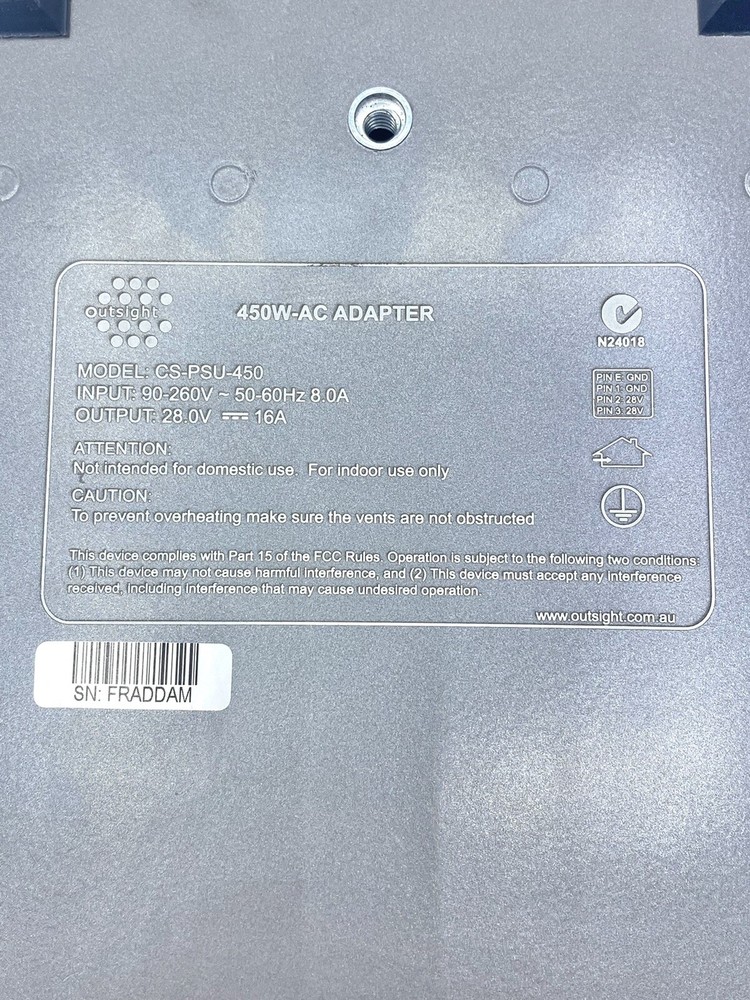 outsight
450W-AC ADAPTER
N24018
MODEL: CS-PSU-450
INPUT: 90-260V ~ 50-60Hz 8.0A
OUTPUT: 28.0V ⎓ 16A
PIN E: GND
PIN 1: GND
PIN 2: 28V
PIN 3: 28V
ATTENTION:
Not intended for domestic use. For indoor use only
CAUTION:
To prevent overheating make sure the vents are not obstructed
This device complies with Part 15 of the FCC Rules. Operation is subject to the following two conditions:
(1) This device may not cause harmful interference, and (2) This device must accept any interference
received, including interference that may cause undesired operation.
www.outsight.com.au
SN: FRADDAM